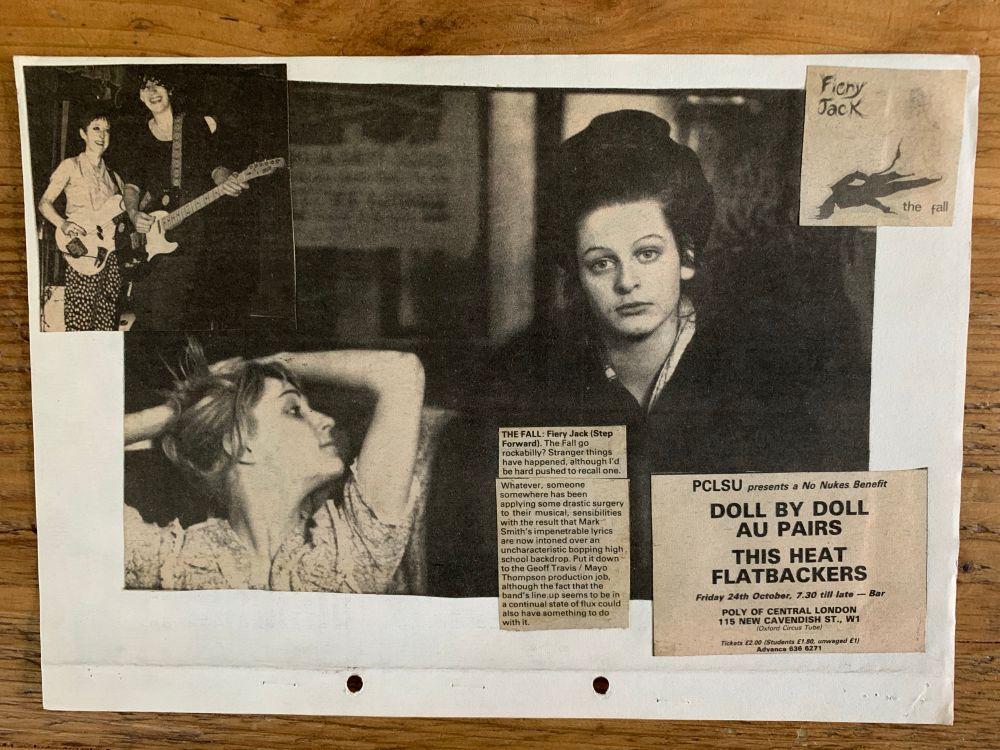 Fiery
Jack
the fall
THE FALL: Fiery Jack (Step
Forward). The Fall go
rockabilly? Stranger things
have happened, although I'd
be hard pushed to recall one.
Whatever, someone
somewhere has been
applying some drastic surgery
to their musical, sensibilities
with the result that Mark
Smith's impenetrable lyrics
are now intoned over an
uncharacteristic bopping high
school backdrop. Put it down
to the Geoff Travis / Mayo
Thompson production job,
although the fact that the
band's line up seems to be in
a continual state of flux could
also have something to do
with it.
PCLSU presents a No Nukes Benefit
DOLL BY DOLL
AU PAIRS
THIS HEAT
FLATBACKERS
Friday 24th October, 7.30 till late — Bar
POLY OF CENTRAL LONDON
115 NEW CAVENDISH ST., W1
(Oxford Circus Tube)
Tickets £2.00 (Students £1.80, unwaged £1)
Advance 636 6271